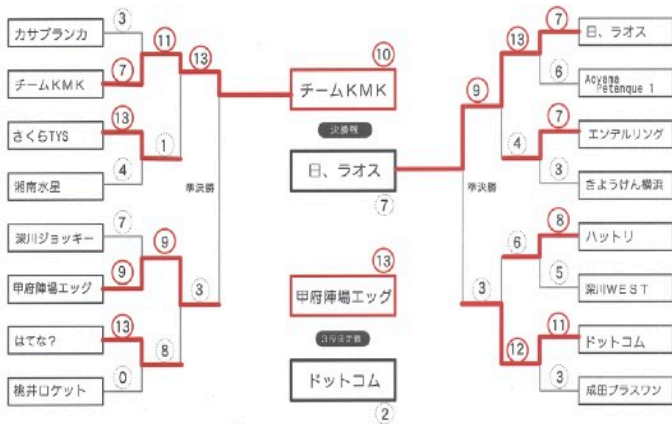 カサブランカ
③
チームKMK
⑦
⑪
さくらTYS
⑬
湘南水星
④
①
⑬
深川ジョッキー
⑦
甲府陣場エッグ
⑨
⑨
はてな?
⑬
桃井ロケット
⓪
⑧
③
準決勝
⑩
チームKMK
決勝戦
日、ラオス
⑦
⑬
甲府陣場エッグ
3位決定戦
ドットコム
②
日、ラオス
⑦
Aoyama
Petanque 1
⑥
⑬
エンデルリング
⑦
きょうけん横浜
③
④
⑨
準決勝
ハットリ
⑧
深川WEST
⑤
⑥
ドットコム
⑪
成田プラスワン
③
⑫
③